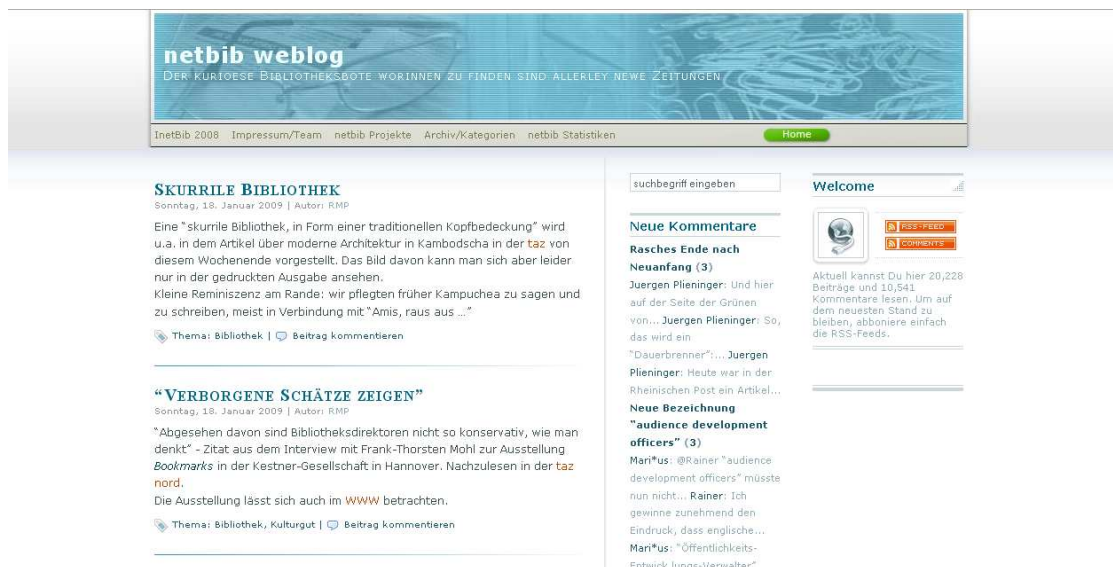 netbib weblog
Der kurioese Bibliotheksbote worinnen zu finden sind allerley newe Zeitungen
InetBib 2008 Impressum/Team netbib Projekte Archiv/Kategorien netbib Statistiken Home
Skurrile Bibliothek
Sonntag, 18. Januar 2009 | Autor: RMP
Eine “skurrile Bibliothek, in Form einer traditionellen Kopfbedeckung” wird
u.a. in dem Artikel über moderne Architektur in Kambodscha in der taz von
diesem Wochenende vorgestellt. Das Bild davon kann man sich aber leider
nur in der gedruckten Ausgabe ansehen.
Kleine Reminiszenz am Rande: wir pflegten früher Kampuchea zu sagen und
zu schreiben, meist in Verbindung mit “Amis, raus aus …”
Thema: Bibliothek | Beitrag kommentieren
“Verborgene Schätze zeigen”
Sonntag, 18. Januar 2009 | Autor: RMP
“Abgesehen davon sind Bibliotheksdirektoren nicht so konservativ, wie man
denkt” - Zitat aus dem Interview mit Frank-Thorsten Mohl zur Ausstellung
Bookmarks in der Kestner-Gesellschaft in Hannover. Nachzulesen in der taz
nord.
Die Ausstellung lässt sich auch im WWW betrachten.
Thema: Bibliothek, Kulturgut | Beitrag kommentieren
suchbegriff eingeben
Neue Kommentare
Rasches Ende nach
Neuanfang (3)
Juergen Plieninger: Und hier
auf der Seite der Grünen
von... Juergen Plieninger: So,
das wird ein
“Dauerbrenner”:... Juergen
Plieninger: Heute war in der
Rheinischen Post ein Artikel...
Neue Bezeichnung
“audience development
officers” (3)
Mari*us: @Rainer “audience
development officers” müsste
nun nicht... Rainer: Ich
gewinne zunehmend den
Eindruck, dass englische...
Mari*us: “Öffentlichkeits-
Entwicklungs-Verwalter”
Welcome
RSS-FEED
COMMENTS
Aktuell kannst Du hier 20,228
Beiträge und 10,541
Kommentare lesen. Um auf
dem neuesten Stand zu
bleiben, abboniere einfach
die RSS-Feeds.